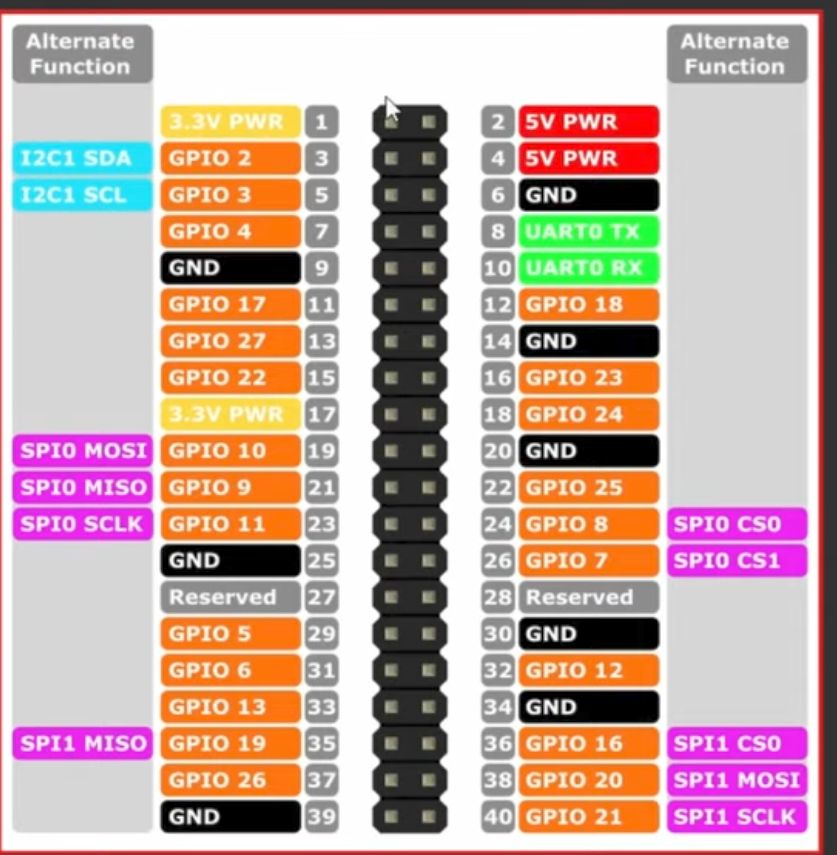 Alternate Function Alternate Function
3.3V PWR 1 2 5V PWR
I2C1 SDA GPIO 2 3 4 5V PWR
I2C1 SCL GPIO 3 5 6 GND
GPIO 4 7 8 UART0 TX
GND 9 10 UART0 RX
GPIO 17 11 12 GPIO 18
GPIO 27 13 14 GND
GPIO 22 15 16 GPIO 23
3.3V PWR 17 18 GPIO 24
SPI0 MOSI GPIO 10 19 20 GND
SPI0 MISO GPIO 9 21 22 GPIO 25
SPI0 SCLK GPIO 11 23 24 GPIO 8 SPI0 CS0
GND 25 26 GPIO 7 SPI0 CS1
Reserved 27 28 Reserved
GPIO 5 29 30 GND
GPIO 6 31 32 GPIO 12
GPIO 13 33 34 GND
SPI1 MISO GPIO 19 35 36 GPIO 16 SPI1 CS0
GPIO 26 37 38 GPIO 20 SPI1 MOSI
GND 39 40 GPIO 21 SPI1 SCLK